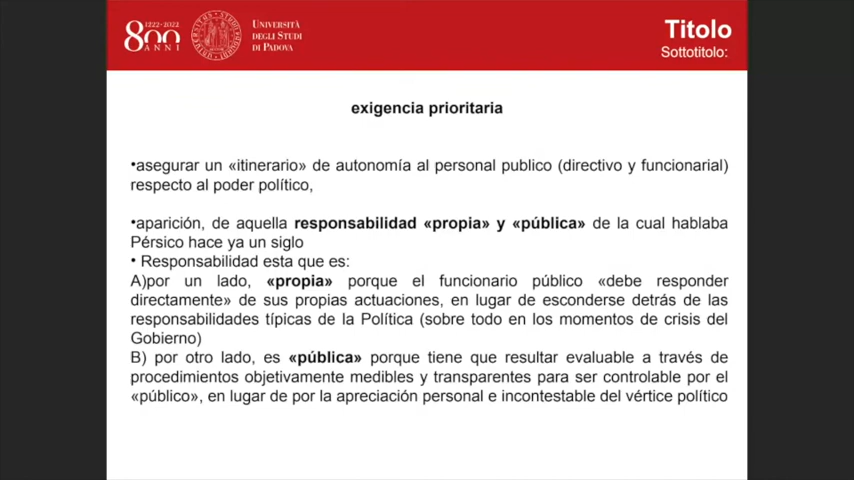 800
1222·2022
ANNI
UNIVERSITÀ
DEGLI STUDI
DI PADOVA
Titolo
Sottotitolo:
exigencia prioritaria
•asegurar un «itinerario» de autonomía al personal publico (directivo y funcionarial)
respecto al poder político,
•aparición, de aquella responsabilidad «propia» y «pública» de la cual hablaba
Pérsico hace ya un siglo
• Responsabilidad esta que es:
A)por un lado, «propia» porque el funcionario público «debe responder
directamente» de sus propias actuaciones, en lugar de esconderse detrás de las
responsabilidades típicas de la Política (sobre todo en los momentos de crisis del
Gobierno)
B) por otro lado, es «pública» porque tiene que resultar evaluable a través de
procedimientos objetivamente medibles y transparentes para ser controlable por el
«público», en lugar de por la apreciación personal e incontestable del vértice político